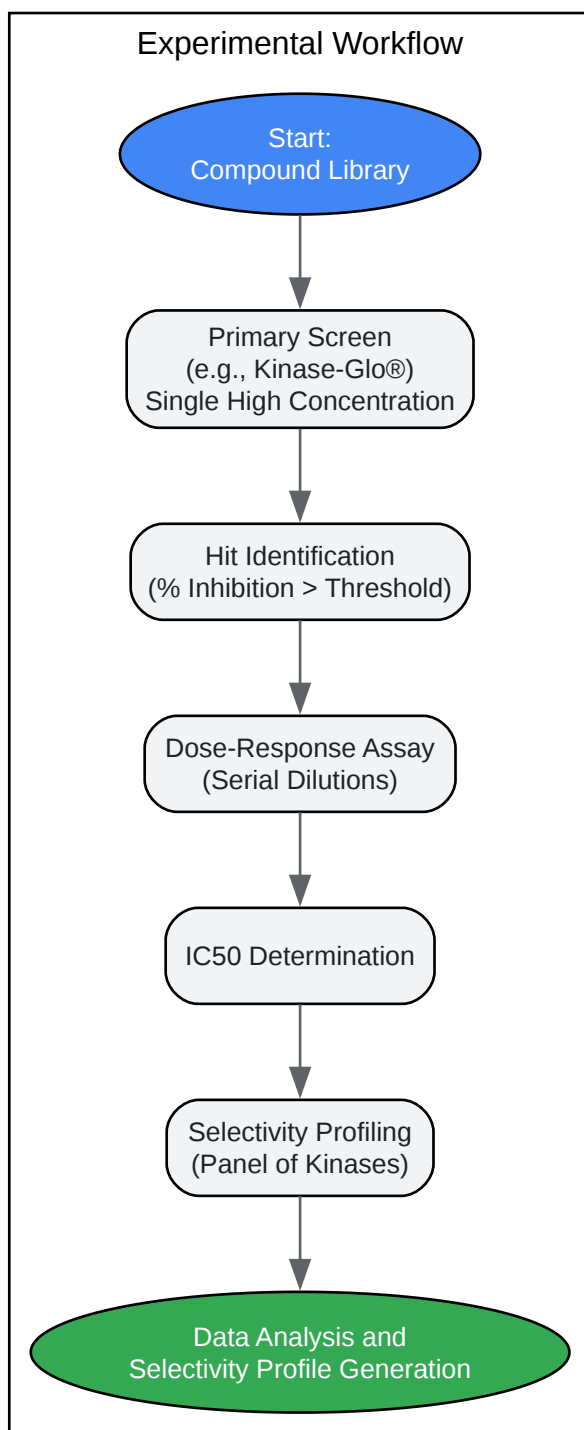 Experimental Workflow
Start:
Compound Library
Primary Screen
(e.g., Kinase-Glo®)
Single High Concentration
Hit Identification
(% Inhibition > Threshold)
Dose-Response Assay
(Serial Dilutions)
IC50 Determination
Selectivity Profiling
(Panel of Kinases)
Data Analysis and
Selectivity Profile Generation